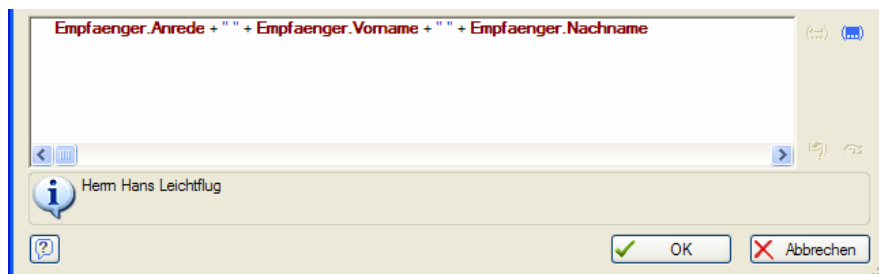 Empfaenger.Anrede + " " + Empfaenger.Vorname + " " + Empfaenger.Nachname
Herrn Hans Leichtflug
OK
Abbrechen